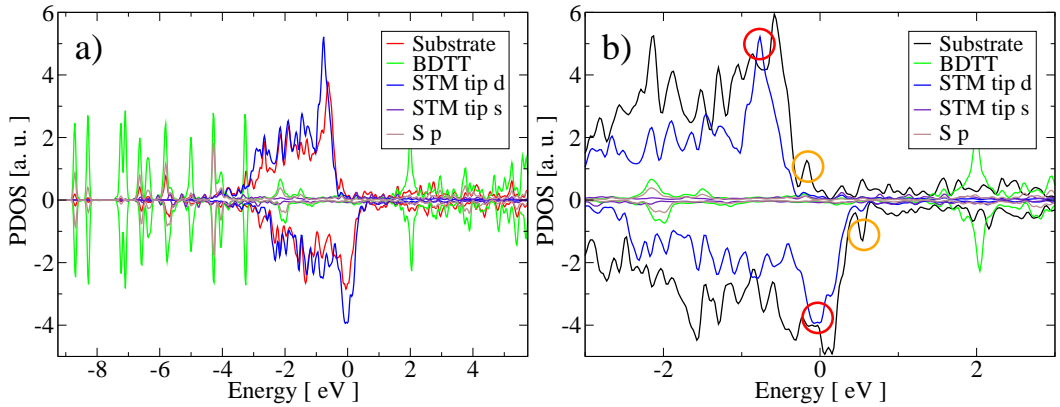 a)
Substrate
BDTT
STM tip d
STM tip s
S p
PDOS [a. u. ]
6
4
2
0
-2
-4
-8 -6 -4 -2 0 2 4
Energy [ eV]
b)
Substrate
BDTT
STM tip d
STM tip s
S p
PDOS [a. u. ]
6
4
2
0
-2
-4
-2 0 2
Energy [ eV]